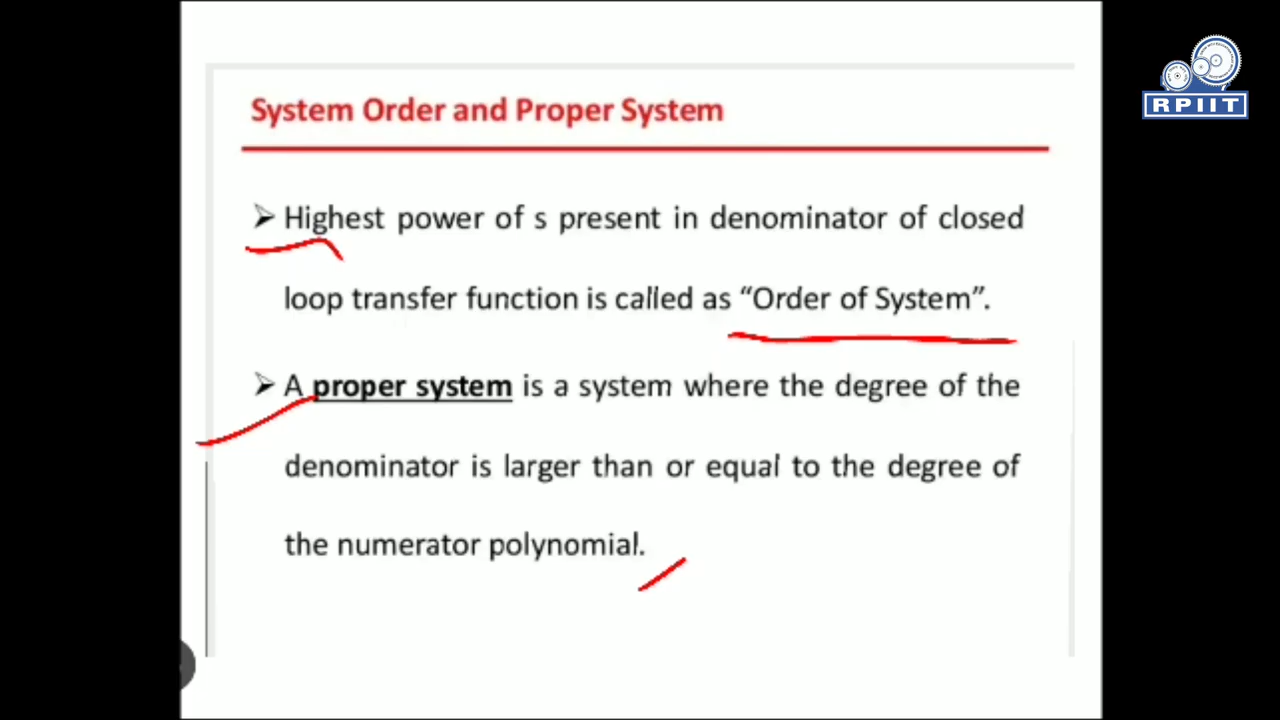 RPIIT
System Order and Proper System
➢ Highest power of s present in denominator of closed
loop transfer function is called as “Order of System”.
➢ A proper system is a system where the degree of the
denominator is larger than or equal to the degree of
the numerator polynomial.